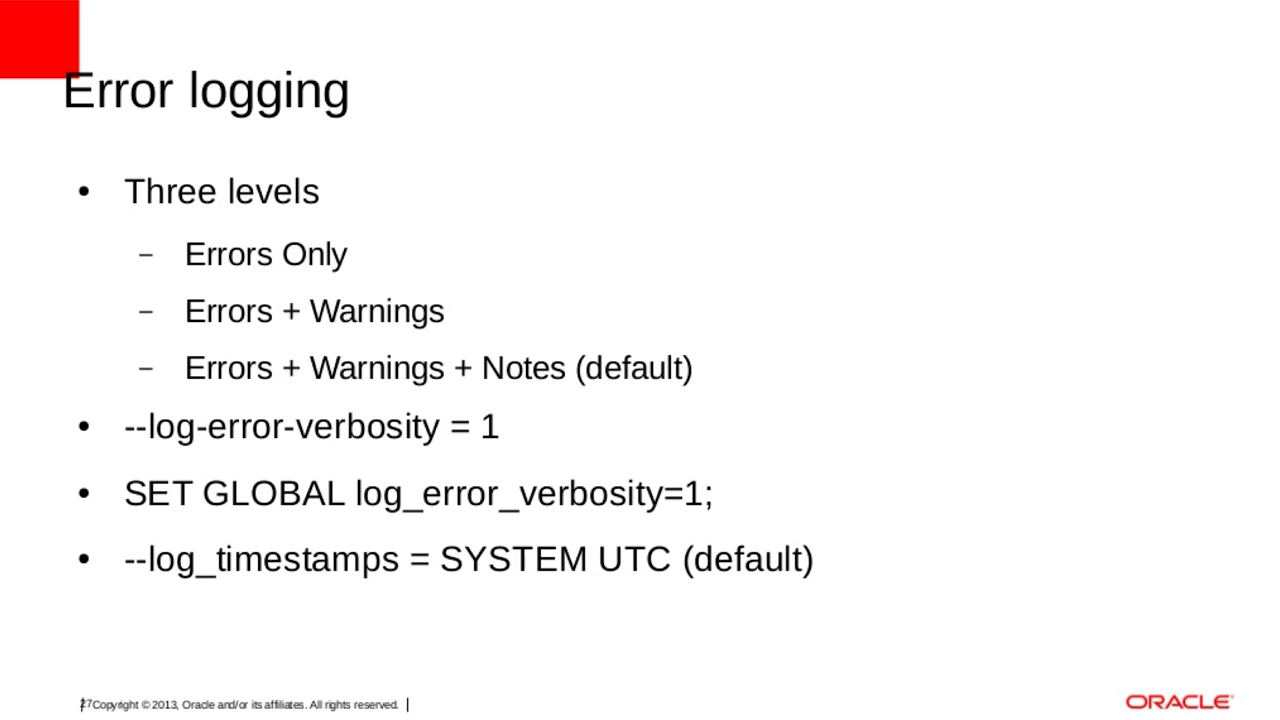 Error logging
• Three levels
– Errors Only
– Errors + Warnings
– Errors + Warnings + Notes (default)
• --log-error-verbosity = 1
• SET GLOBAL log_error_verbosity=1;
• --log_timestamps = SYSTEM UTC (default)
27 Copyright © 2013, Oracle and/or its affiliates. All rights reserved.
ORACLE